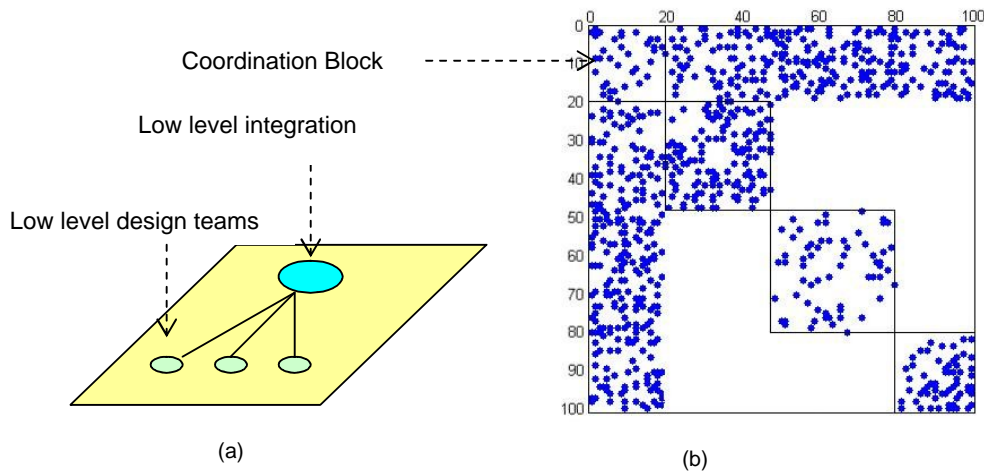 Coordination Block
Low level integration
Low level design teams
(a)
0 20 40 60 80 100
0
10
20
30
40
50
60
70
80
90
100
(b)